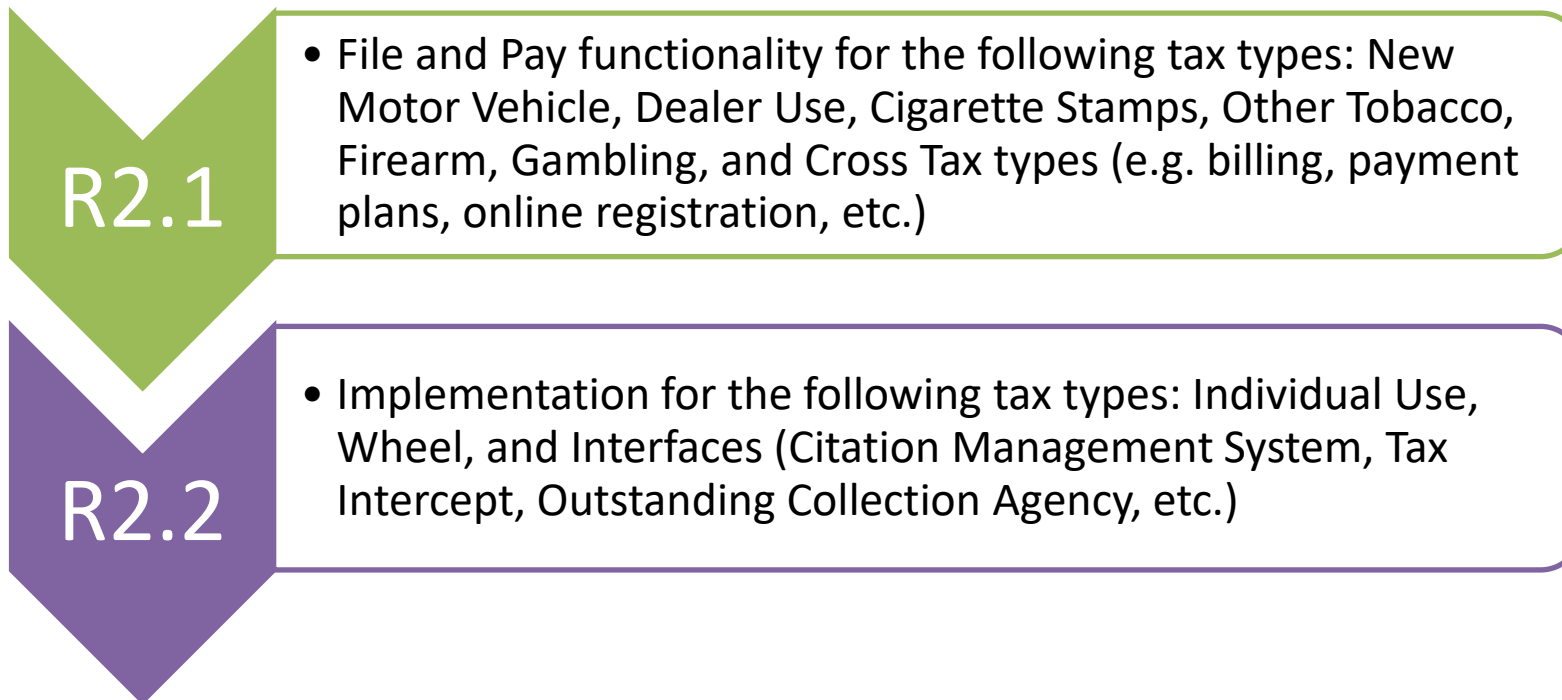 R2.1
• File and Pay functionality for the following tax types: New
Motor Vehicle, Dealer Use, Cigarette Stamps, Other Tobacco,
Firearm, Gambling, and Cross Tax types (e.g. billing, payment
plans, online registration, etc.)
R2.2
• Implementation for the following tax types: Individual Use,
Wheel, and Interfaces (Citation Management System, Tax
Intercept, Outstanding Collection Agency, etc.)